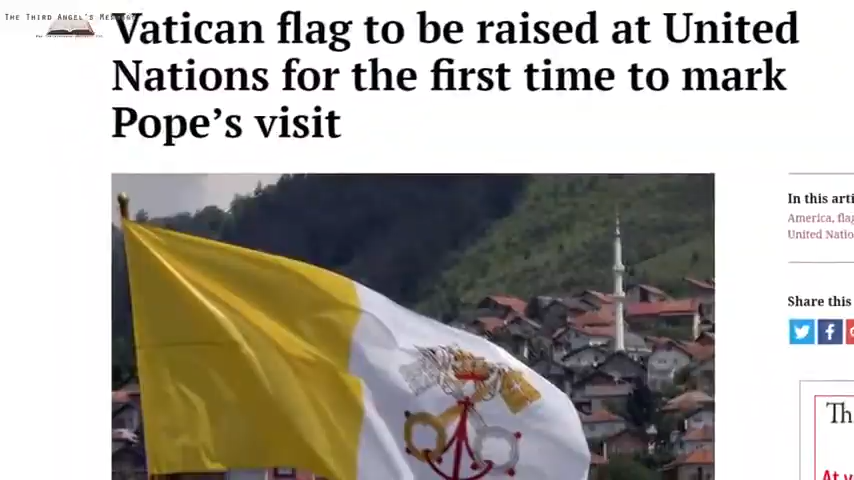 The Third Angel's Message
Vatican flag to be raised at United
Nations for the first time to mark
Pope's visit
In this arti
America, flag
United Natio
Share this
Th
At y